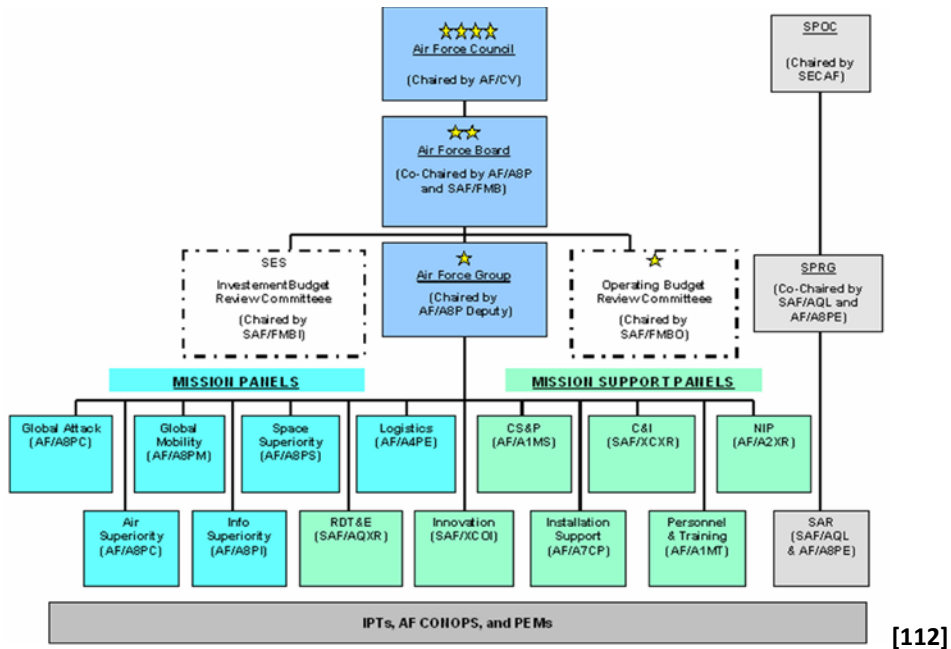 Air Force Council
(Chaired by AF/CV)
SPOC
(Chaired by
SECAF)
Air Force Board
(Co-Chaired by AF/A8P
and SAF/FMB)
SES
Investement Budget
Review Committeee
(Chaired by
SAF/FMBI)
Air Force Group
(Chaired by
AF/A8P Deputy)
Operating Budget
Review Committeee
(Chaired by
SAF/FMBO)
SPRG
(Co-Chaired by
SAF/AQL and
AF/A8PE)
MISSION PANELS
MISSION SUPPORT PANELS
Global Attack
(AF/A8PC)
Global
Mobility
(AF/A8PM)
Space
Superiority
(AF/A8PS)
Logistics
(AF/A4PE)
CS&P
(AF/A1MS)
C&I
(SAF/XCXR)
NIP
(AF/A2XR)
Air
Superiority
(AF/A8PC)
Info
Superiority
(AF/A8PI)
RDT&E
(SAF/AQXR)
Innovation
(SAF/XCOI)
Installation
Support
(AF/A7CP)
Personnel
& Training
(AF/A1MT)
SAR
(SAF/AQL
& AF/A8PE)
IPTs, AF CONOPS, and PEMs
[112]